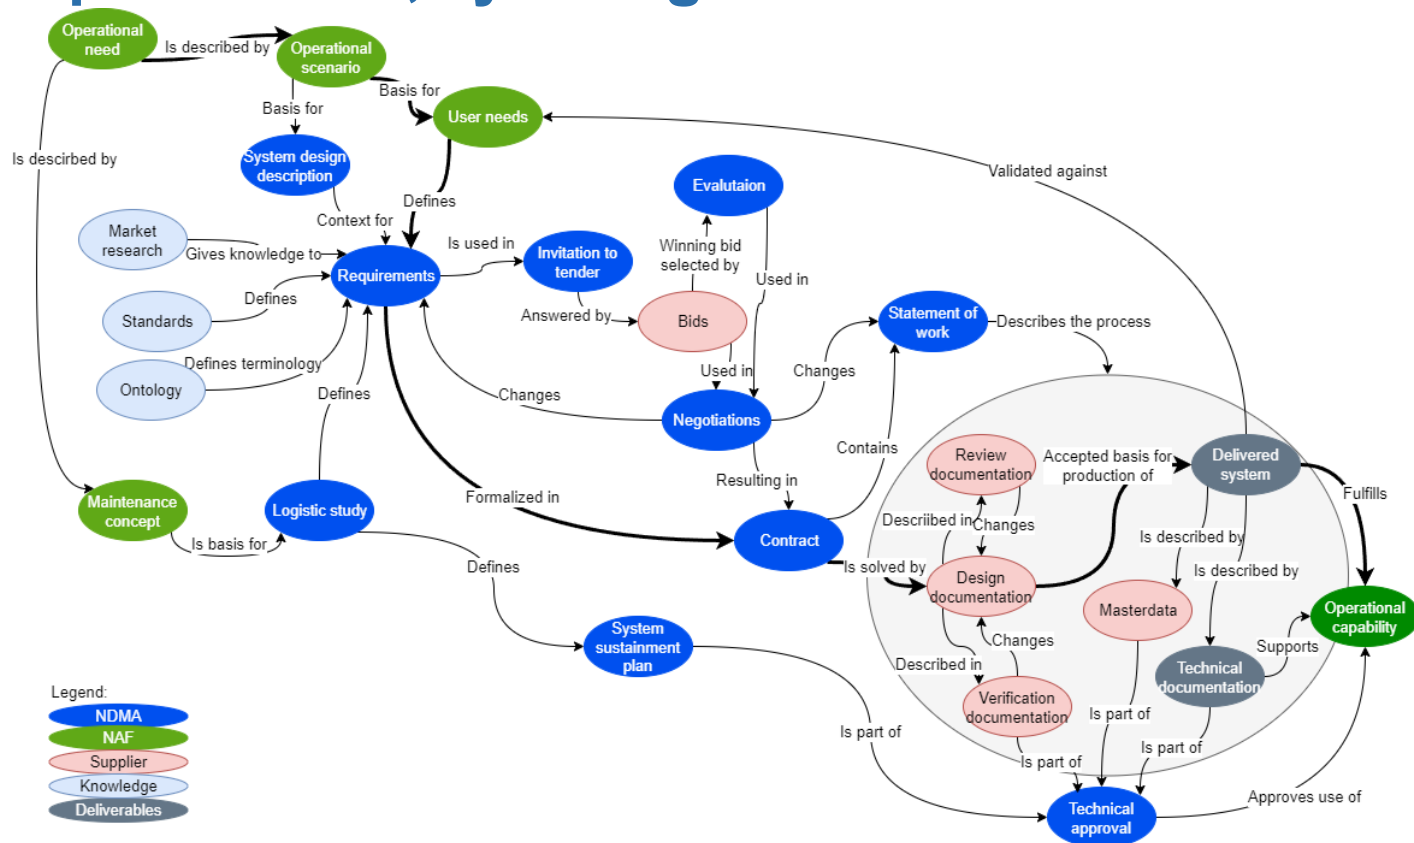 Operational
need
Is described by
Operational
scenario
Basis for
Basis for
User needs
Is descirbed by
System design
description
Validated against
Evalutaion
Context for
Defines
Market
research
Gives knowledge to
Is used in
Invitation to
tender
Winning bid
selected by
Requirements
Used in
Defines
Standards
Answered by
Bids
Statement of
work
Describes the process
Defines terminology
Ontology
Defines
Changes
Used in
Changes
Negotiations
Contains
Review
documentation
Accepted basis for
production of
Delivered
system
Resulting in
Formalized in
Fulfills
Maintenance
concept
Logistic study
Is basis for
Contract
Descriibed in
Changes
Is described by
Is solved by
Defines
Design
documentation
Is described by
Masterdata
Operational
capability
System
sustainment
plan
Changes
Supports
Described in
Technical
documentation
Verification
documentation
Is part of
Is part of
Is part of
Is part of
Technical
approval
Approves use of
Legend:
NDMA
NAF
Supplier
Knowledge
Deliverables